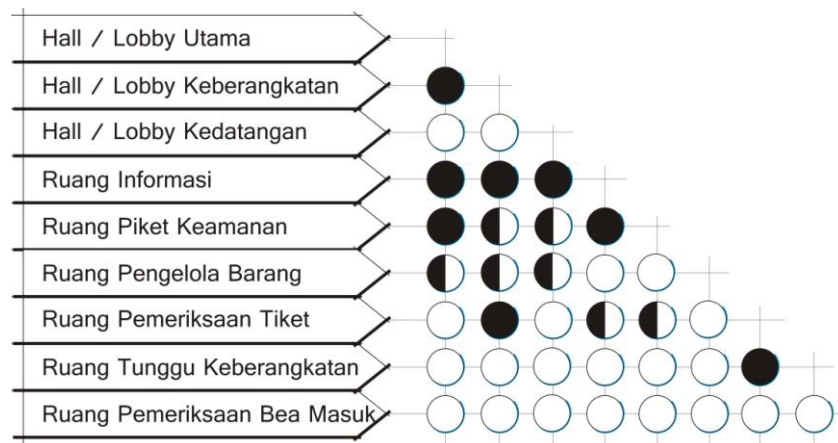 Hall / Lobby Utama
Hall / Lobby Keberangkatan
Hall / Lobby Kedatangan
Ruang Informasi
Ruang Piket Keamanan
Ruang Pengelola Barang
Ruang Pemeriksaan Tiket
Ruang Tunggu Keberangkatan
Ruang Pemeriksaan Bea Masuk